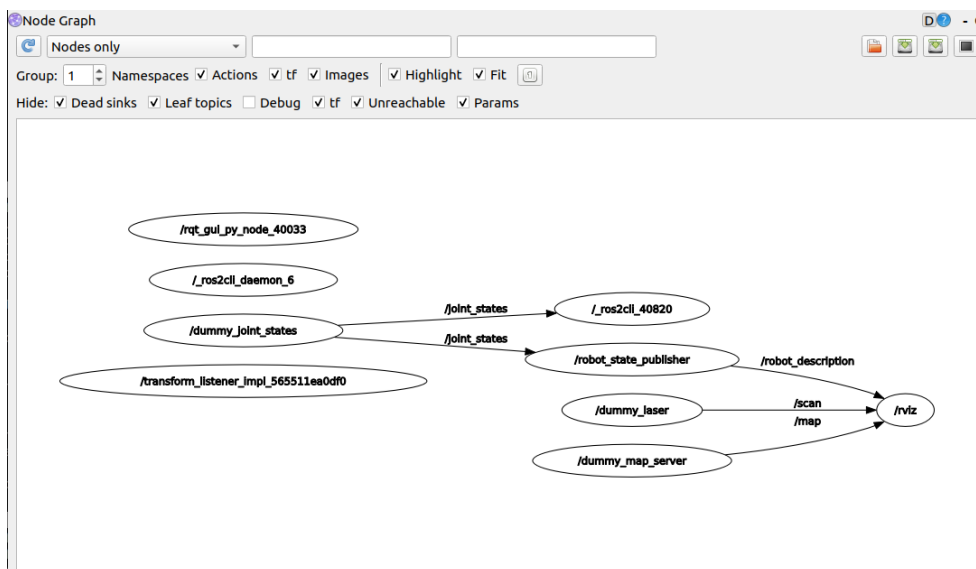 Node Graph
D ?
Nodes only
Group: 1 Namespaces Actions tf Images Highlight Fit
Hide: Dead sinks Leaf topics Debug tf Unreachable Params
/rqt_gui_py_node_40033
/_ros2cli_daemon_6
/joint_states
/_ros2cli_40820
/dummy_joint_states
/joint_states
/robot_state_publisher
/robot_description
/transform_listener_impl_565511ea0df0
/scan
/dummy_laser
/rviz
/map
/dummy_map_server